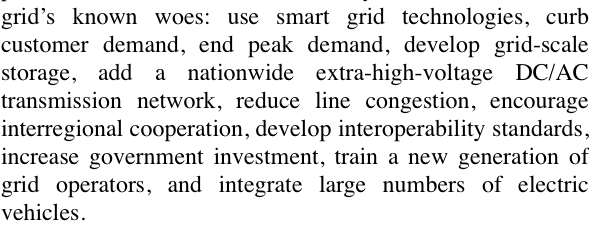 grid's known woes: use smart grid technologies, curb
customer demand, end peak demand, develop grid-scale
storage, add a nationwide extra-high-voltage DC/AC
transmission network, reduce line congestion, encourage
interregional cooperation, develop interoperability standards,
increase government investment, train a new generation of
grid operators, and integrate large numbers of electric
vehicles.